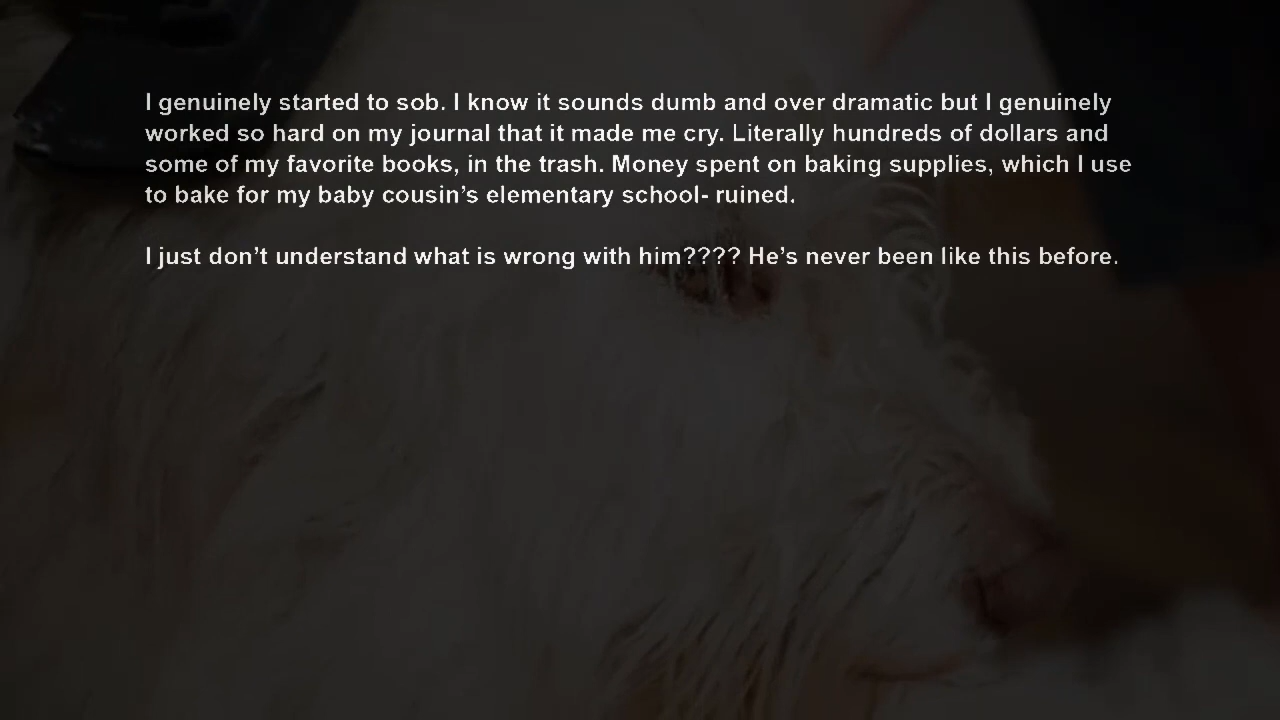 I genuinely started to sob. I know it sounds dumb and over dramatic but I genuinely
worked so hard on my journal that it made me cry. Literally hundreds of dollars and
some of my favorite books, in the trash. Money spent on baking supplies, which I use
to bake for my baby cousin’s elementary school- ruined.
I just don’t understand what is wrong with him???? He’s never been like this before.